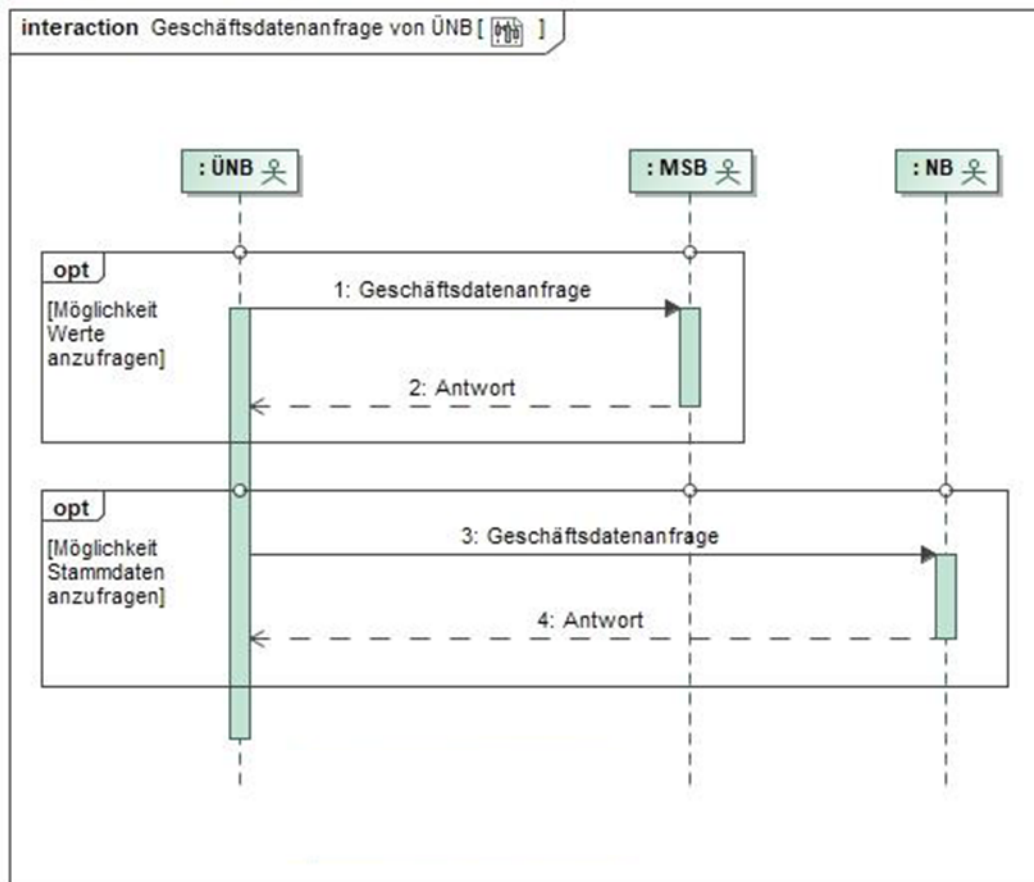 interaction Geschäftsdatenanfrage von ÜNB [ ]
: ÜNB
: MSB
: NB
opt
[Möglichkeit
Werte
anzufragen]
1: Geschäftsdatenanfrage
2: Antwort
opt
[Möglichkeit
Stammdaten
anzufragen]
3: Geschäftsdatenanfrage
4: Antwort